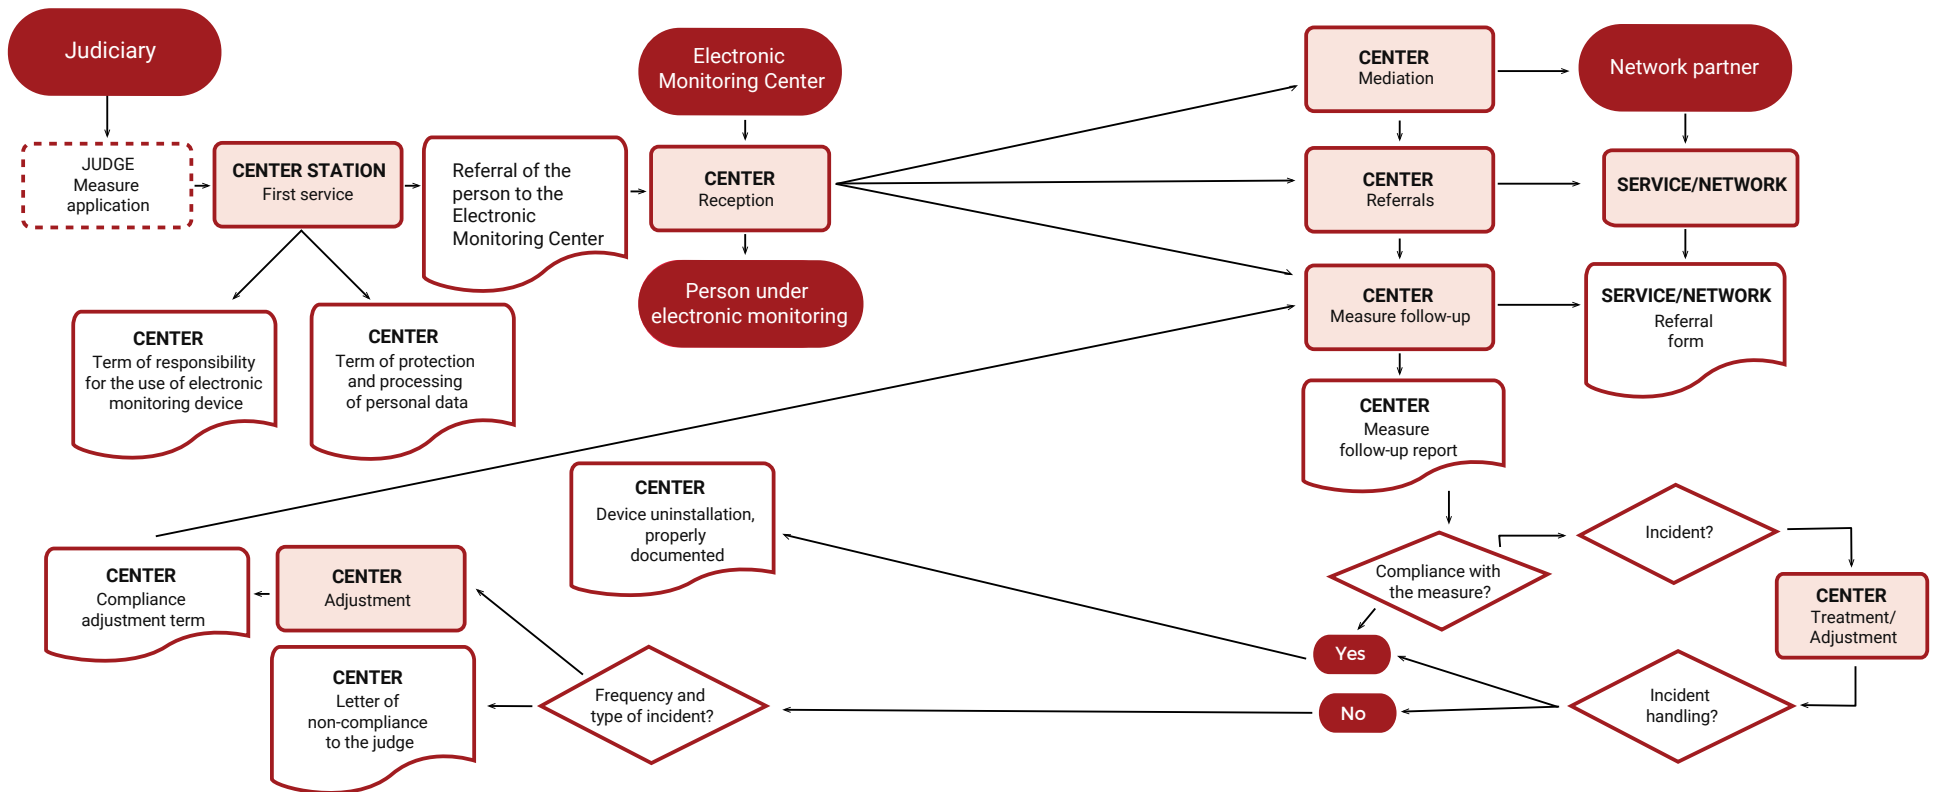 Judiciary
JUDGE
Measure
application
CENTER STATION
First service
Referral of the
person to the
Electronic
Monitoring Center
Electronic
Monitoring Center
CENTER
Reception
Person under
electronic monitoring
CENTER
Mediation
CENTER
Referrals
CENTER
Measure follow-up
Network partner
SERVICE/NETWORK
SERVICE/NETWORK
Referral
form
CENTER
Term of responsibility
for the use of electronic
monitoring device
CENTER
Term of protection
and processing
of personal data
CENTER
Measure
follow-up report
CENTER
Device uninstallation,
properly
documented
Compliance with
the measure?
Incident?
CENTER
Treatment/
Adjustment
Incident
handling?
Yes
No
Frequency and
type of incident?
CENTER
Adjustment
CENTER
Compliance
adjustment term
CENTER
Letter of
non-compliance
to the judge